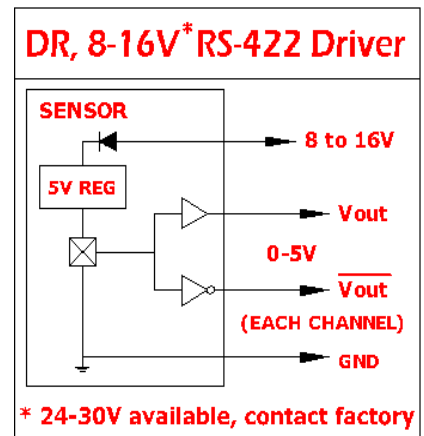 DR, 8-16V* RS-422 Driver
SENSOR
8 to 16V
5V REG
Vout
0-5V
Vout
(EACH CHANNEL)
GND
* 24-30V available, contact factory